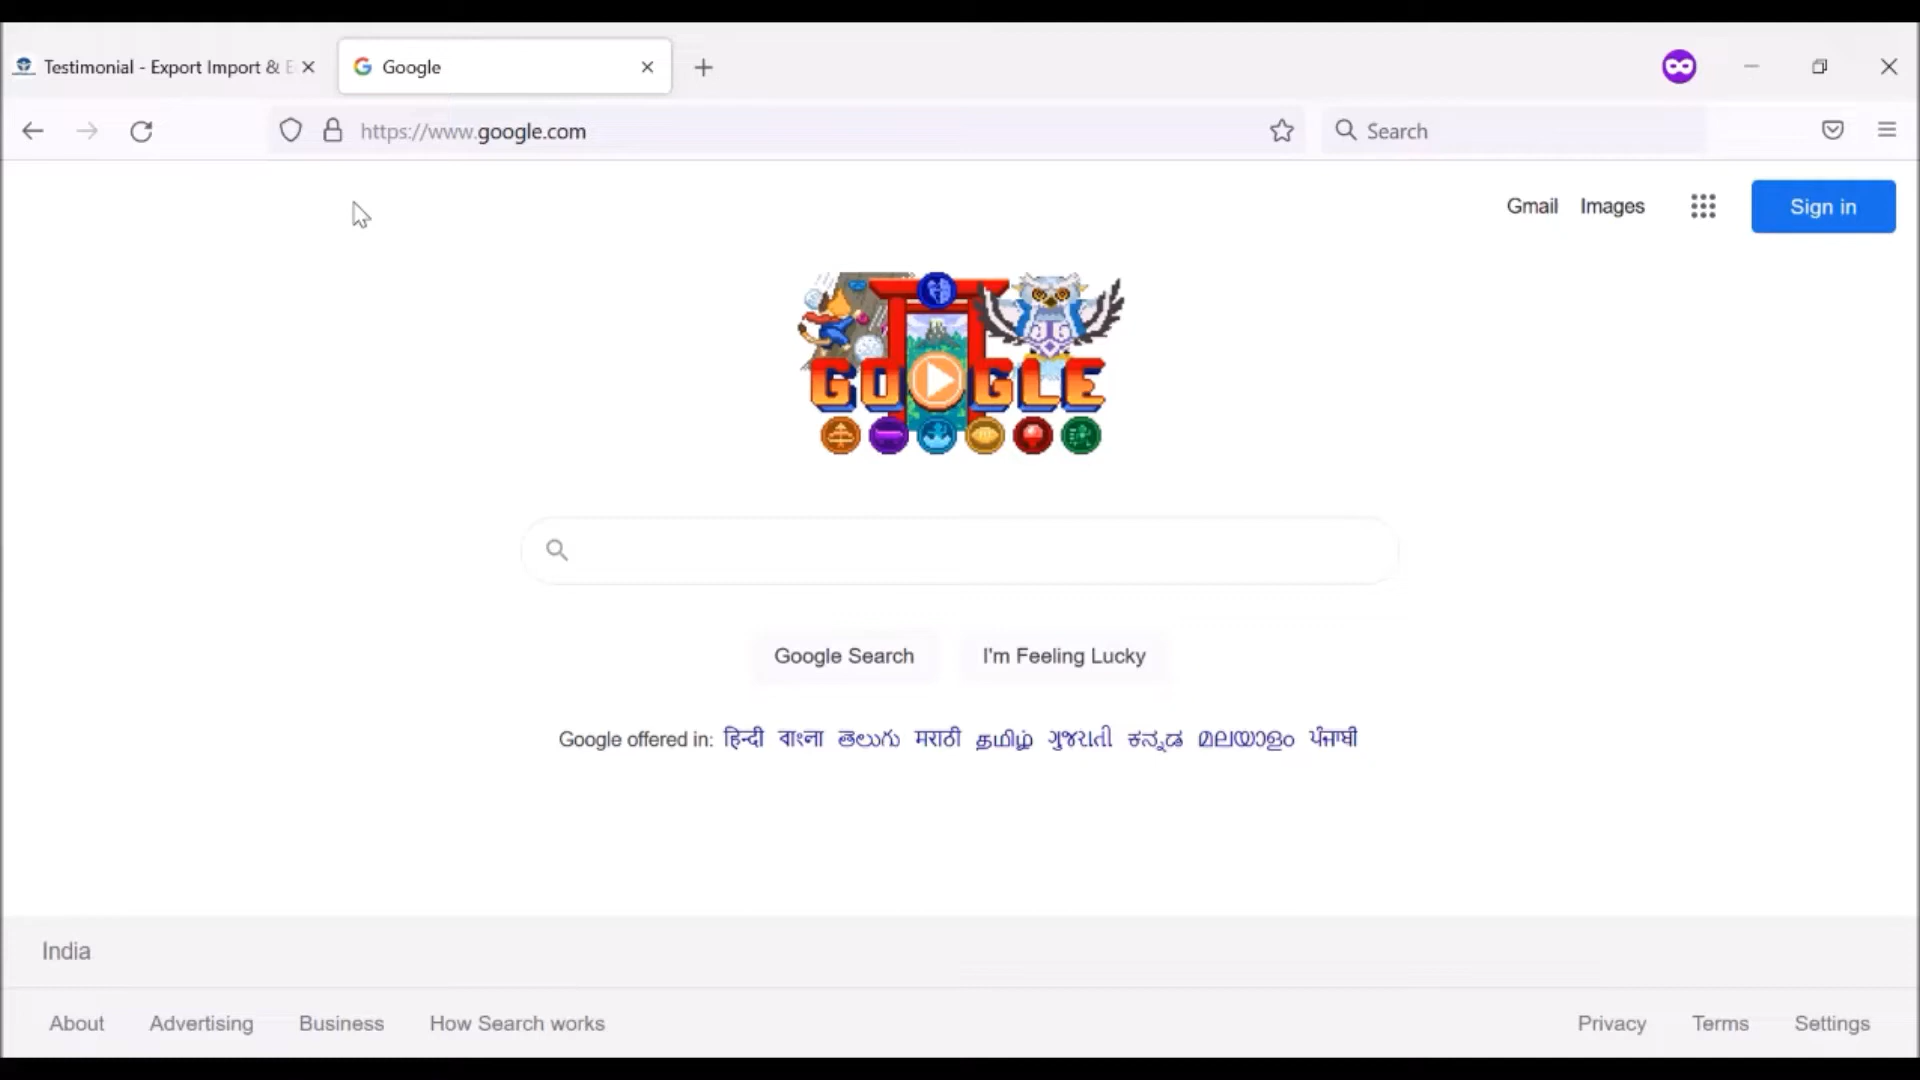 Testimonial - Export Import & E
Google
https://www.google.com
Search
Gmail Images
Sign in
GOOGLE
Google Search I'm Feeling Lucky
Google offered in: हिन्दी বাংলা తెలుగు मराठी தமிழ் ગુજરાતી ಕನ್ನಡ മലയാളം ਪੰਜਾਬੀ
India
About Advertising Business How Search works Privacy Terms Settings